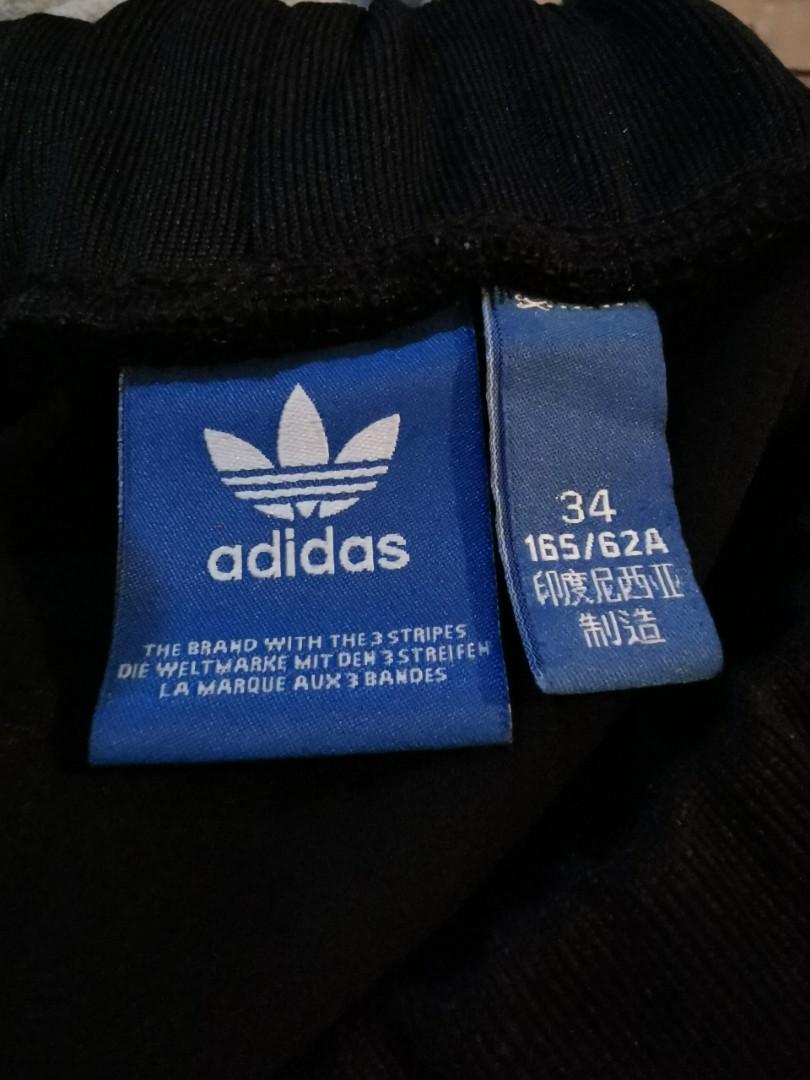 adidas
THE BRAND WITH THE 3 STRIPES
DIE WELTMARKE MIT DEN 3 STREIFEN
LA MARQUE AUX 3 BANDES
34
165/62A
印度尼西亚
制造